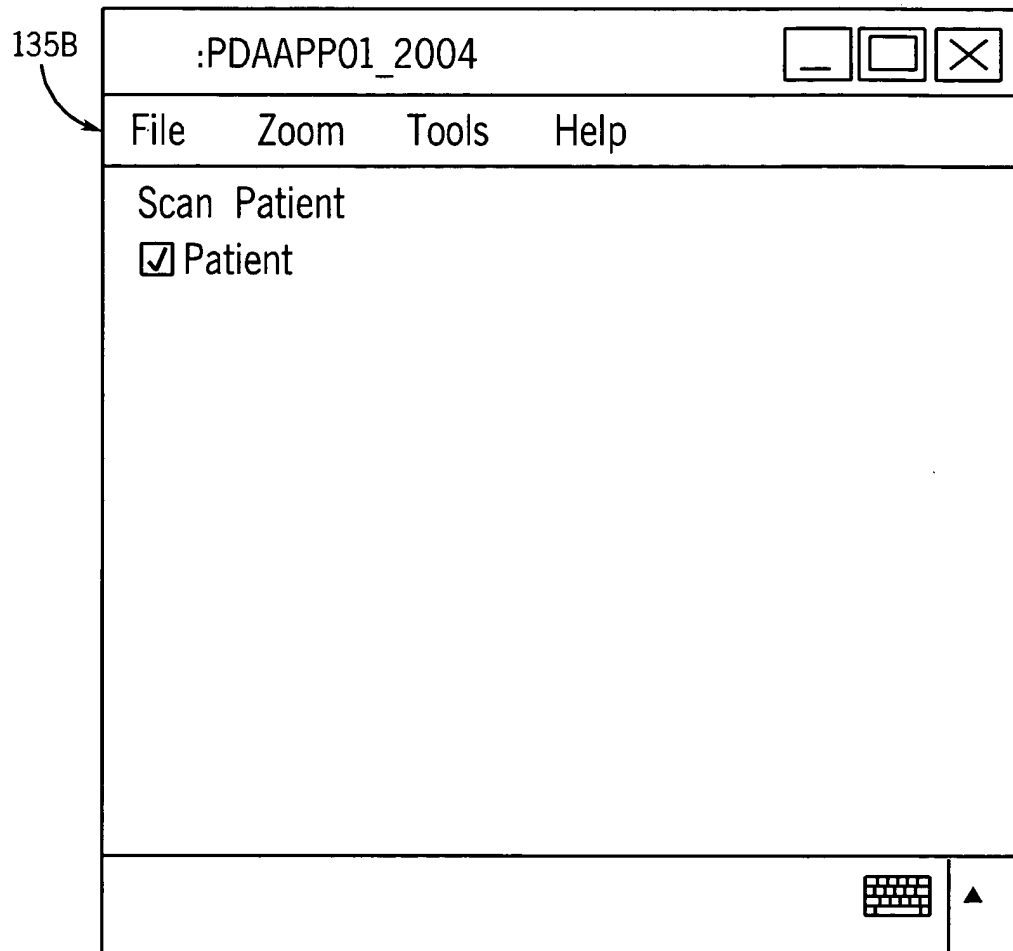 135B
:PDAAPP01_2004
File Zoom Tools Help
Scan Patient
Patient